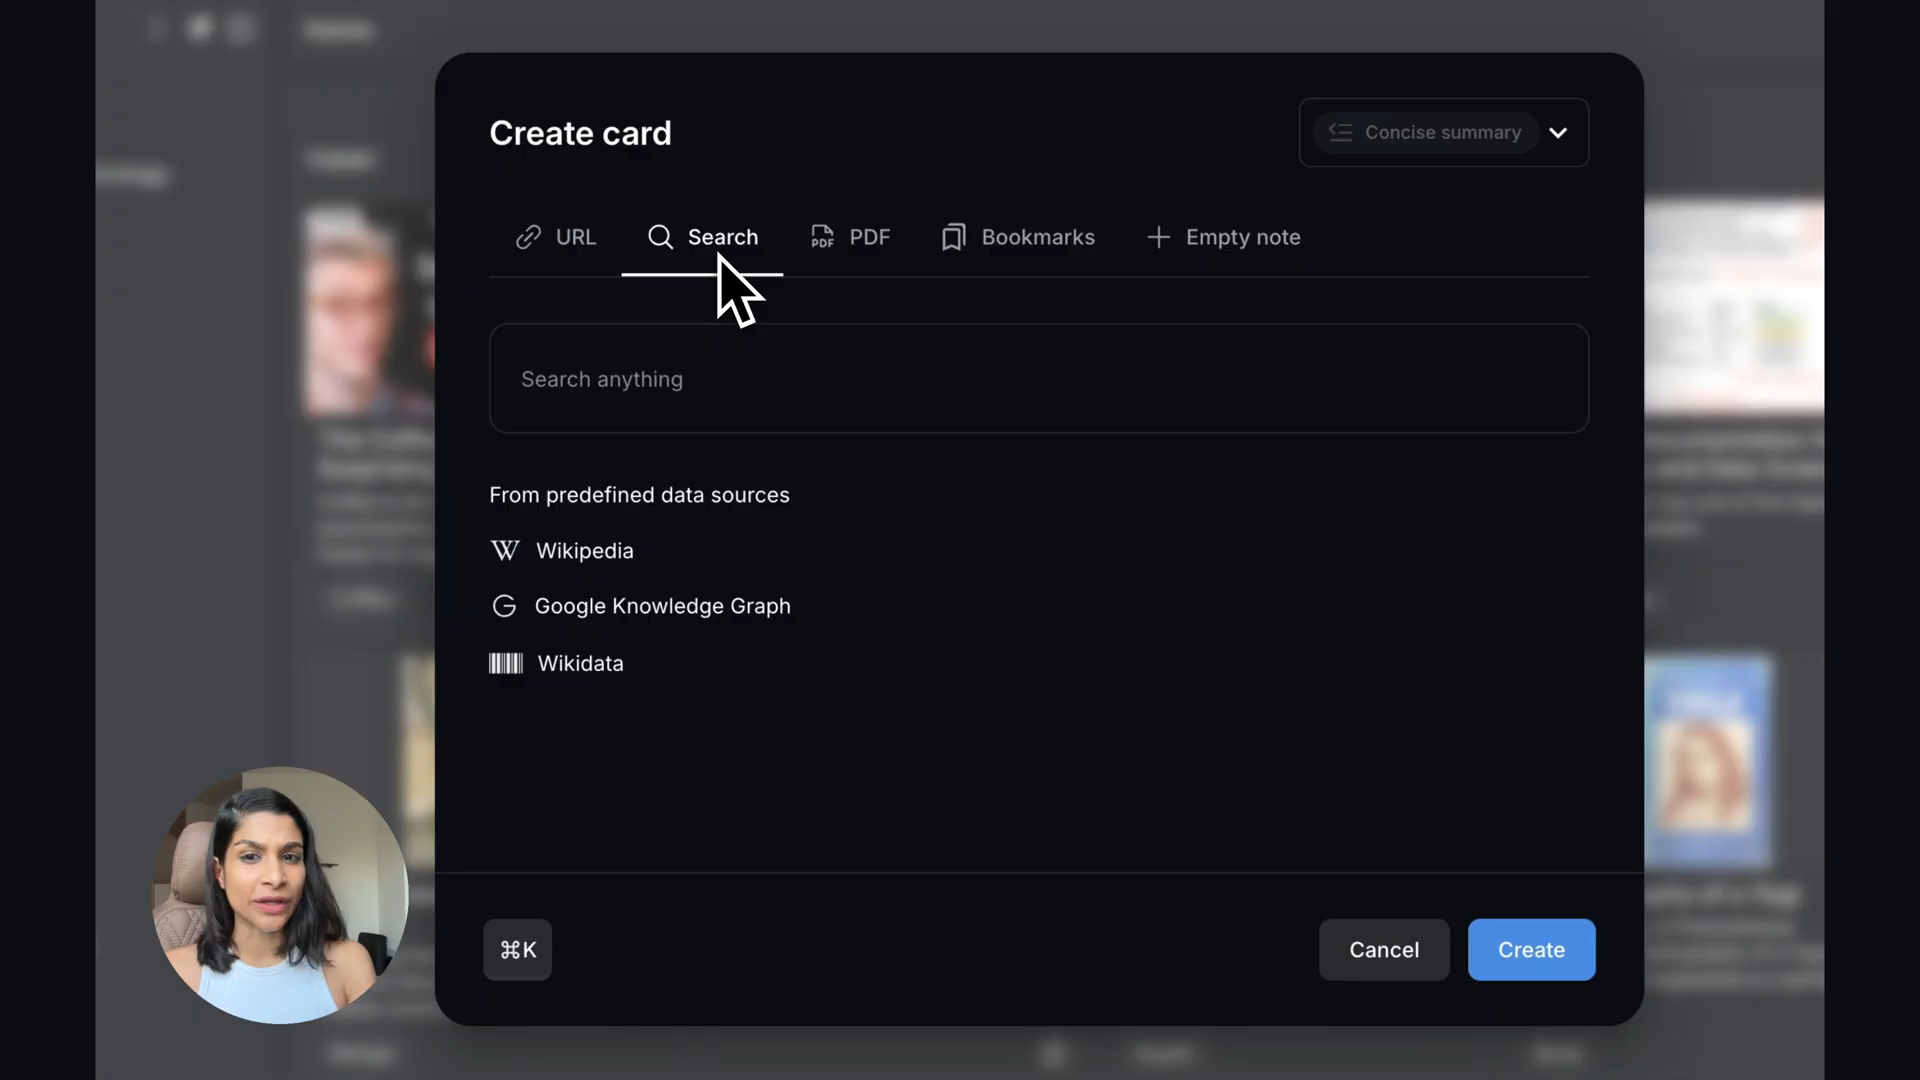 Create card
Concise summary
URL
Search
PDF
Bookmarks
Empty note
Search anything
From predefined data sources
Wikipedia
Google Knowledge Graph
Wikidata
⌘K
Cancel
Create